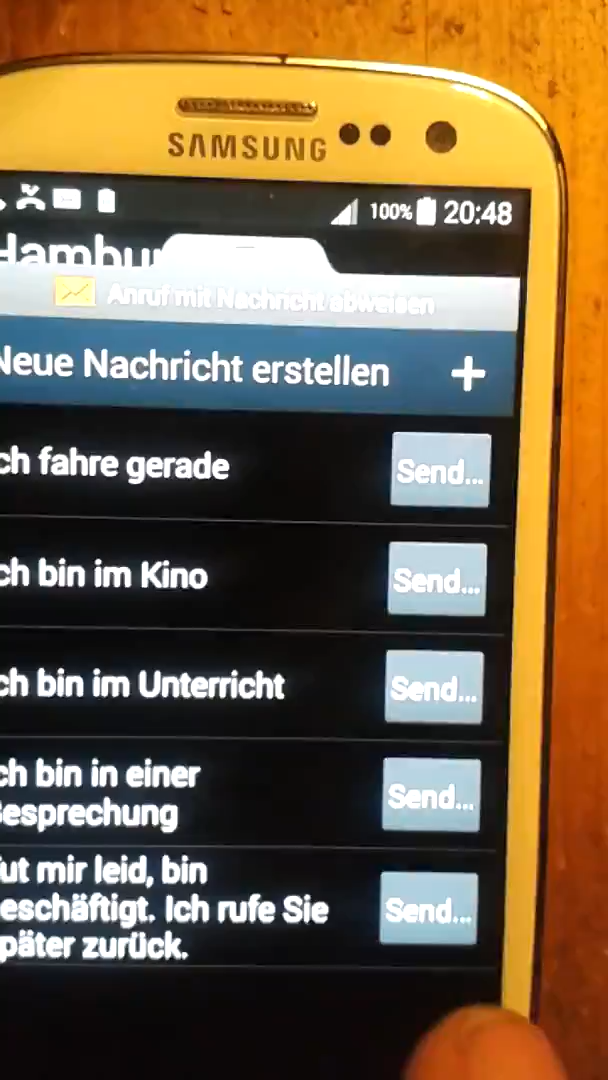 SAMSUNG
100% 20:48
Hambur
Anruf mit Nachricht abweisen
Neue Nachricht erstellen +
ch fahre gerade Send...
ch bin im Kino Send...
ch bin im Unterricht Send...
ch bin in einer
Besprechung Send...
ut mir leid, bin
eschäftigt. Ich rufe Sie Send...
päter zurück.